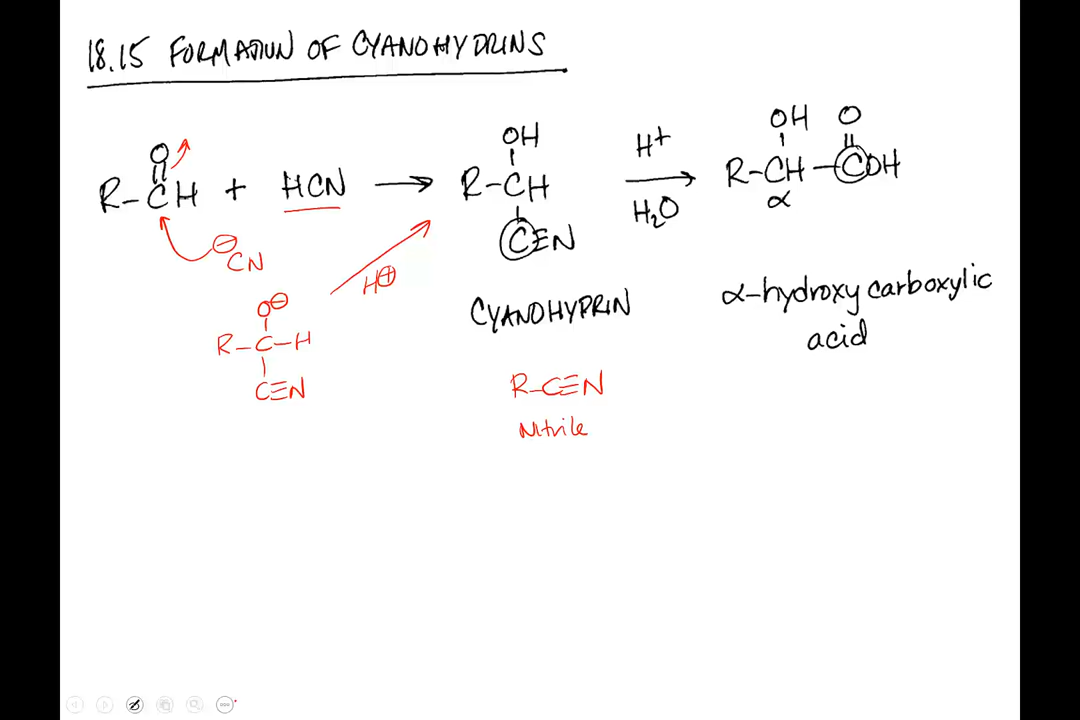 18.15 FORMATION OF CYANOHYDRINS
O
R-CH + HCN → 
⊖CN
H⊕
O⊖
R-C-H
C≡N
OH
R-CH
C≡N
CYANOHYDRIN
R-C≡N
Nitrile
H+
H2O
OH O
R-CH-COH
α
α-hydroxy carboxylic
acid